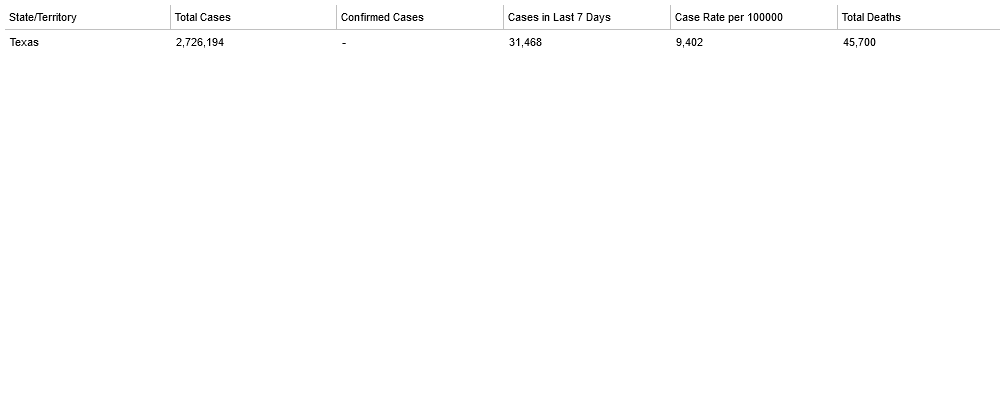 State/Territory Total Cases Confirmed Cases Cases in Last 7 Days Case Rate per 100000 Total Deaths
Texas 2,726,194 - 31,468 9,402 45,700